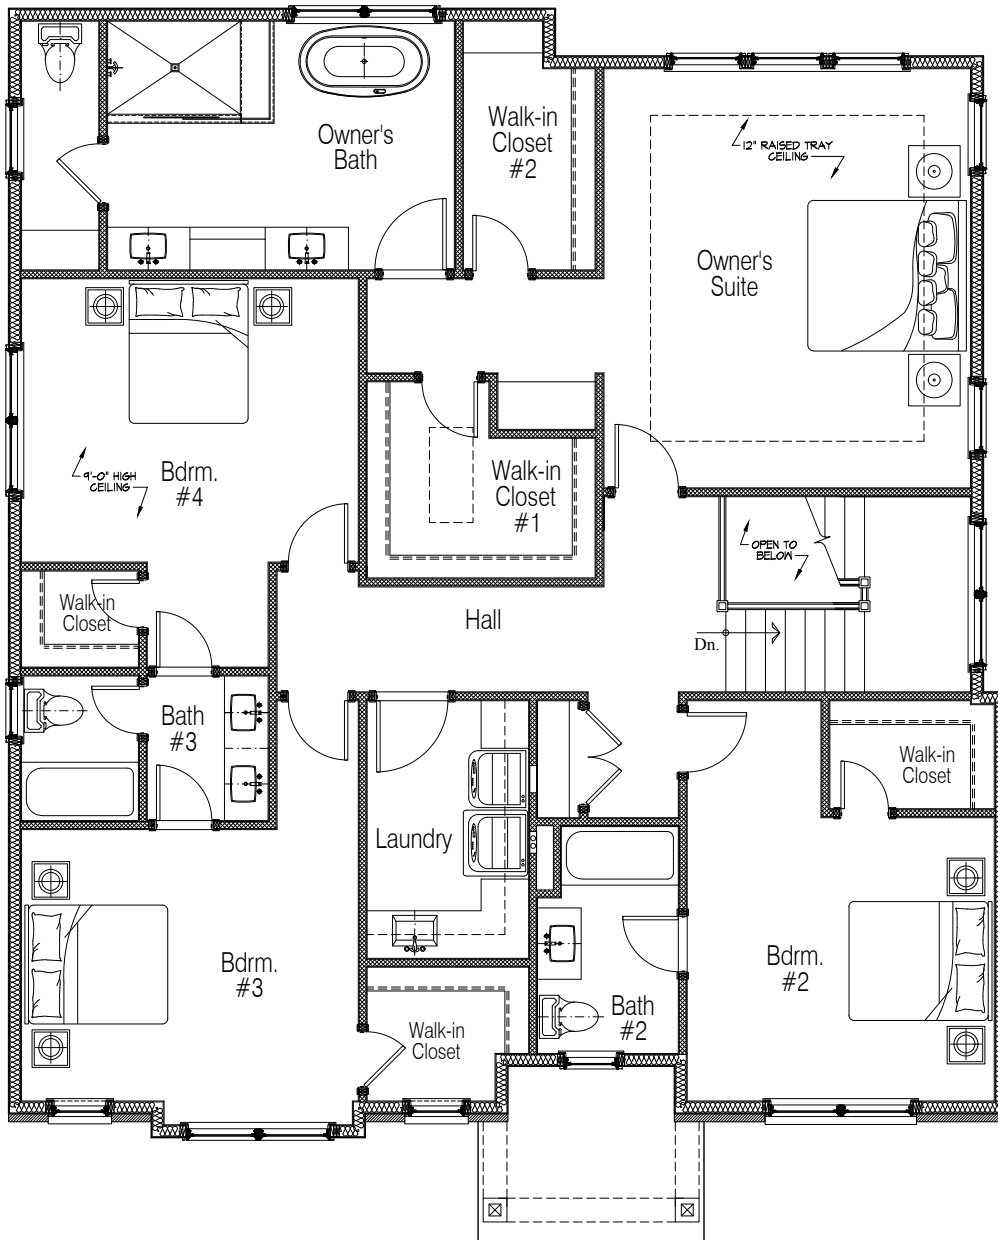 Owner's
Bath
Walk-in
Closet
#2
12" RAISED TRAY
CEILING
Owner's
Suite
9'-0" HIGH
CEILING
Bdrm.
#4
Walk-in
Closet
#1
OPEN TO
BELOW
Walk-in
Closet
Hall
Dn.
Bath
#3
Walk-in
Closet
Laundry
Bdrm.
#3
Bdrm.
#2
Bath
#2
Walk-in
Closet